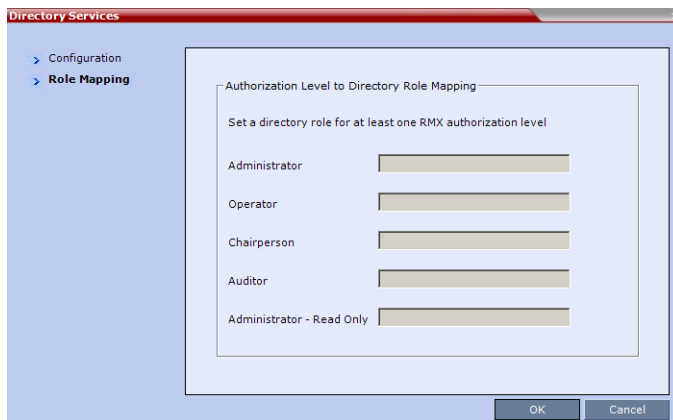 Directory Services
Configuration
Role Mapping
Authorization Level to Directory Role Mapping
Set a directory role for at least one RMX authorization level
Administrator
Operator
Chairperson
Auditor
Administrator - Read Only
OK
Cancel